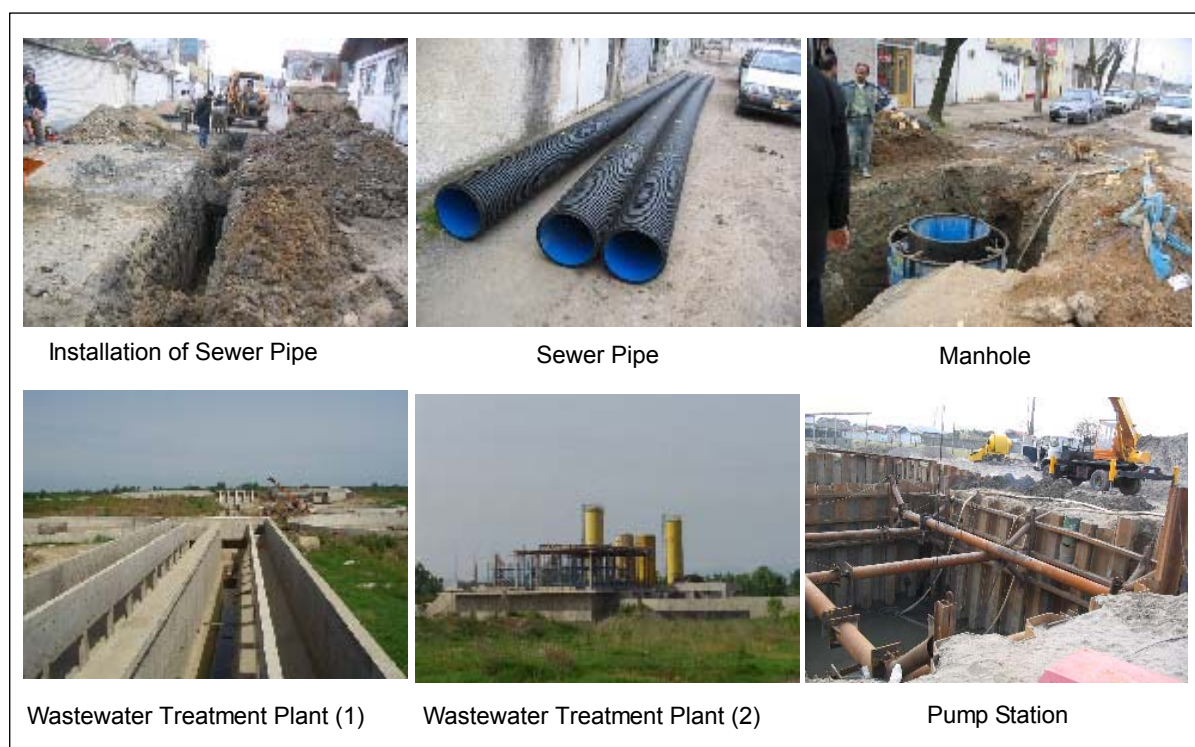 Installation of Sewer Pipe
Sewer Pipe
Manhole
Wastewater Treatment Plant (1)
Wastewater Treatment Plant (2)
Pump Station